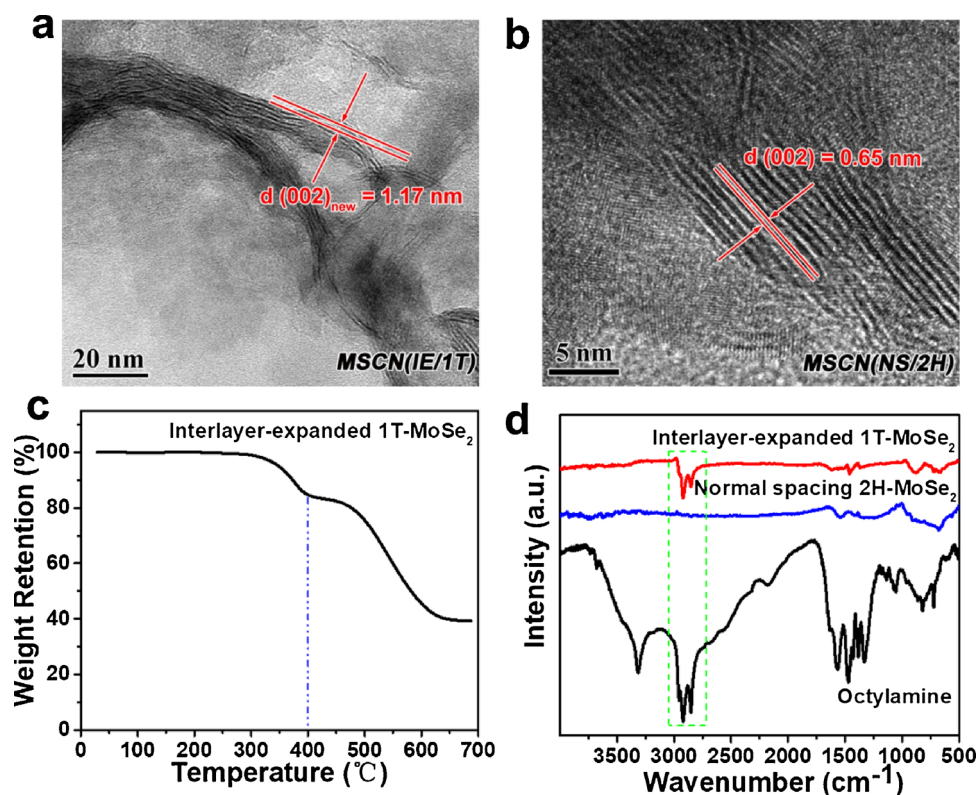 a
d (002)new = 1.17 nm
20 nm
MSCN(IE/1T)
b
d (002) = 0.65 nm
5 nm
MSCN(NS/2H)
c
Interlayer-expanded 1T-MoSe2
Weight Retention (%)
100
80
60
40
20
0
0 100 200 300 400 500 600 700
Temperature (℃)
d
Interlayer-expanded 1T-MoSe2
Normal spacing 2H-MoSe2
Octylamine
Intensity (a.u.)
3500 3000 2500 2000 1500 1000 500
Wavenumber (cm-1)